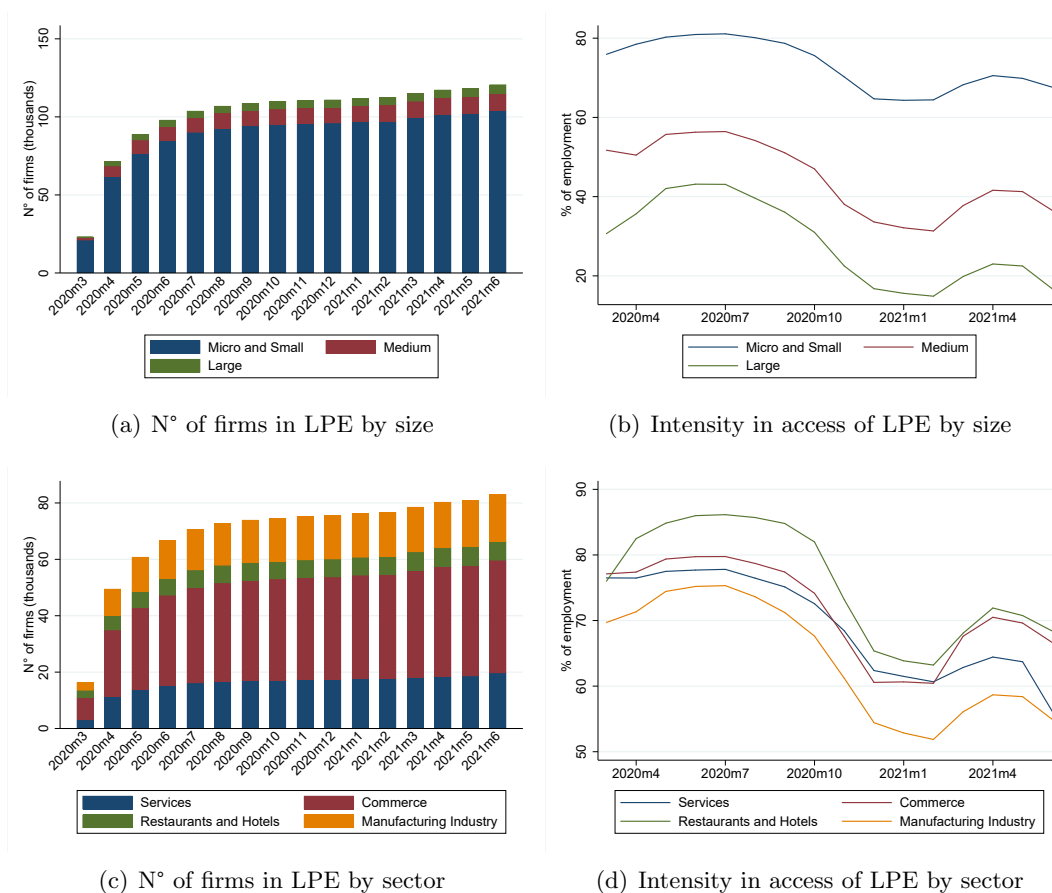 N° of firms (thousands)
150
100
50
0
2020m3
2020m4
2020m5
2020m6
2020m7
2020m8
2020m9
2020m10
2020m11
2020m12
2021m1
2021m2
2021m3
2021m4
2021m5
2021m6
Micro and Small
Medium
Large
(a) N° of firms in LPE by size
% of employment
80
60
40
20
2020m4
2020m7
2020m10
2021m1
2021m4
Micro and Small
Medium
Large
(b) Intensity in access of LPE by size
N° of firms (thousands)
80
60
40
20
0
2020m3
2020m4
2020m5
2020m6
2020m7
2020m8
2020m9
2020m10
2020m11
2020m12
2021m1
2021m2
2021m3
2021m4
2021m5
2021m6
Services
Commerce
Restaurants and Hotels
Manufacturing Industry
(c) N° of firms in LPE by sector
% of employment
90
80
70
60
50
2020m4
2020m7
2020m10
2021m1
2021m4
Services
Commerce
Restaurants and Hotels
Manufacturing Industry
(d) Intensity in access of LPE by sector